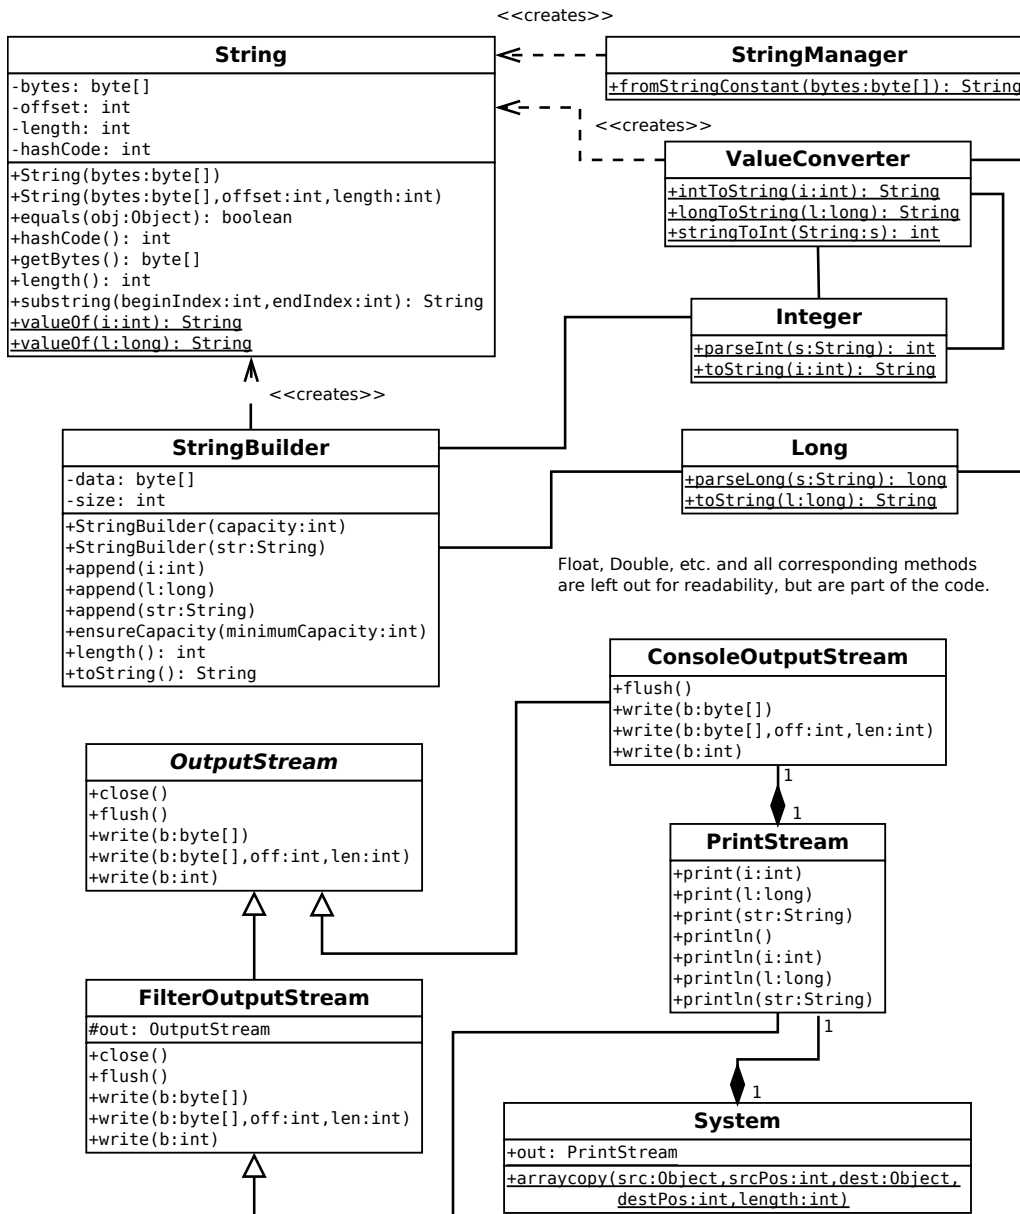 <<creates>>
String
-bytes: byte[]
-offset: int
-length: int
-hashCode: int
+String(bytes:byte[])
+String(bytes:byte[],offset:int,length:int)
+equals(obj:Object): boolean
+hashCode(): int
+getBytes(): byte[]
+length(): int
+substring(beginIndex:int,endIndex:int): String
+valueOf(i:int): String
+valueOf(l:long): String
StringManager
+fromStringConstant(bytes:byte[]): String
<<creates>>
ValueConverter
+intToString(i:int): String
+longToString(l:long): String
+stringToInt(String:s): int
Integer
+parseInt(s:String): int
+toString(i:int): String
<<creates>>
StringBuilder
-data: byte[]
-size: int
+StringBuilder(capacity:int)
+StringBuilder(str:String)
+append(i:int)
+append(l:long)
+append(str:String)
+ensureCapacity(minimumCapacity:int)
+length(): int
+toString(): String
Long
+parseLong(s:String): long
+toString(l:long): String
Float, Double, etc. and all corresponding methods
are left out for readability, but are part of the code.
ConsoleOutputStream
+flush()
+write(b:byte[])
+write(b:byte[],off:int,len:int)
+write(b:int)
1
1
OutputStream
+close()
+flush()
+write(b:byte[])
+write(b:byte[],off:int,len:int)
+write(b:int)
PrintStream
+print(i:int)
+print(l:long)
+print(str:String)
+println()
+println(i:int)
+println(l:long)
+println(str:String)
1
1
FilterOutputStream
#out: OutputStream
+close()
+flush()
+write(b:byte[])
+write(b:byte[],off:int,len:int)
+write(b:int)
System
+out: PrintStream
+arraycopy(src:Object,srcPos:int,dest:Object,
destPos:int,length:int)